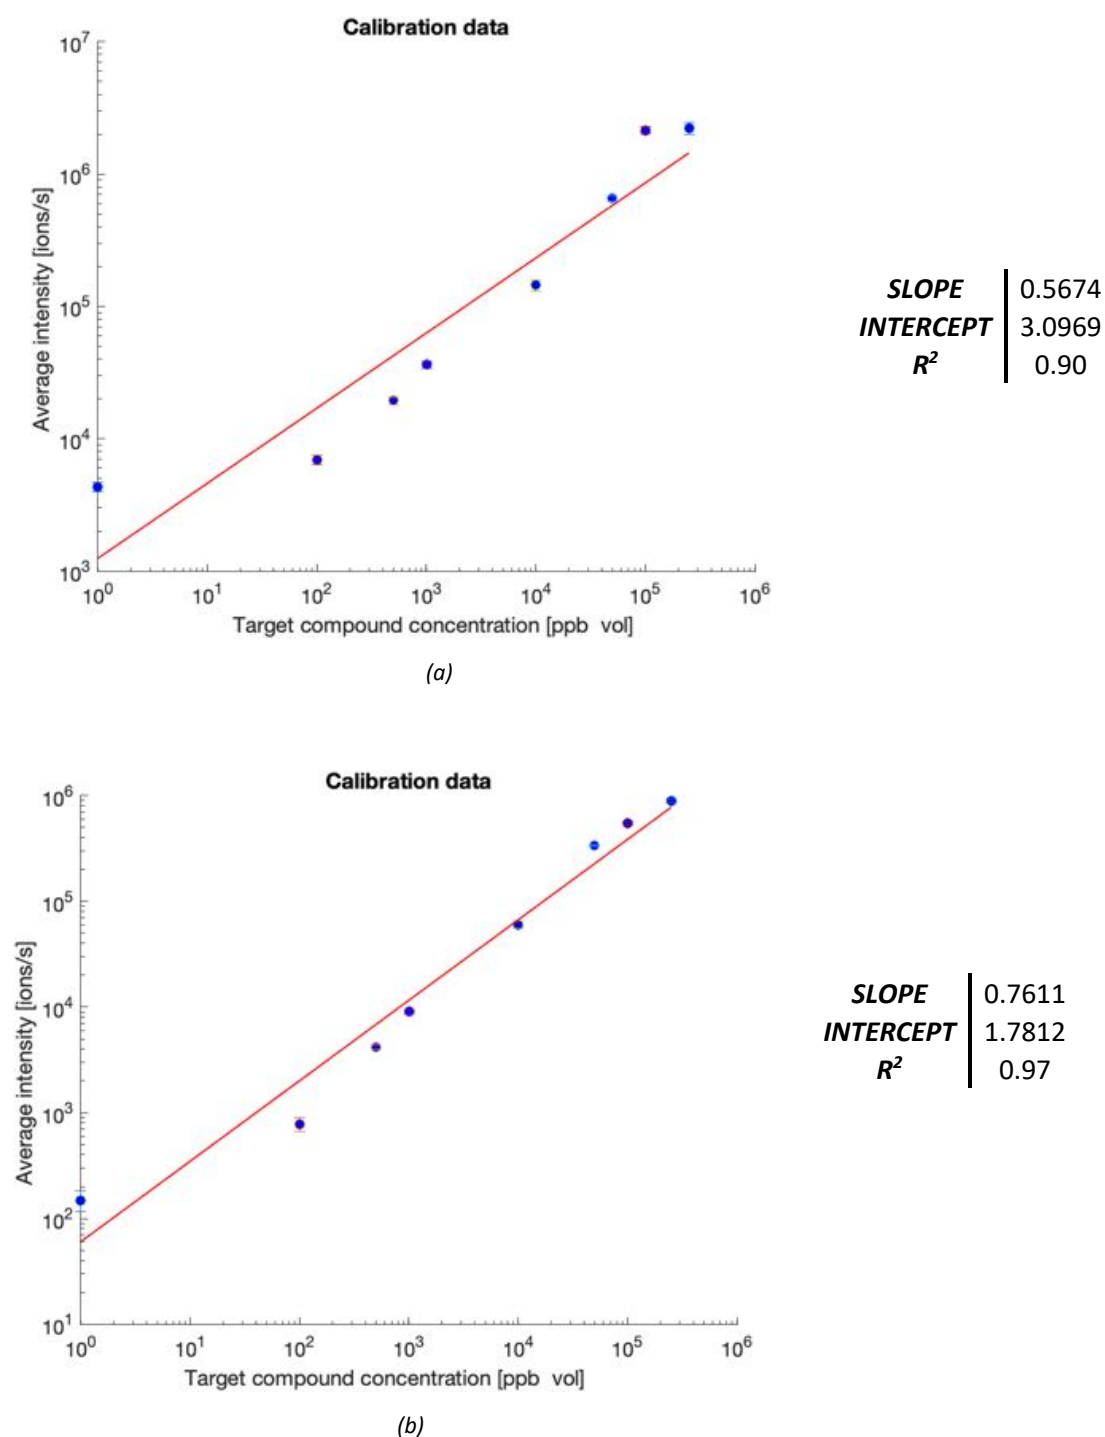 Calibration data
10^7
10^6
10^5
10^4
10^3
Average intensity [ions/s]
10^0 10^1 10^2 10^3 10^4 10^5 10^6
Target compound concentration [ppb vol]
SLOPE 0.5674
INTERCEPT 3.0969
R^2 0.90
(a)
Calibration data
10^6
10^5
10^4
10^3
10^2
10^1
Average intensity [ions/s]
10^0 10^1 10^2 10^3 10^4 10^5 10^6
Target compound concentration [ppb vol]
SLOPE 0.7611
INTERCEPT 1.7812
R^2 0.97
(b)